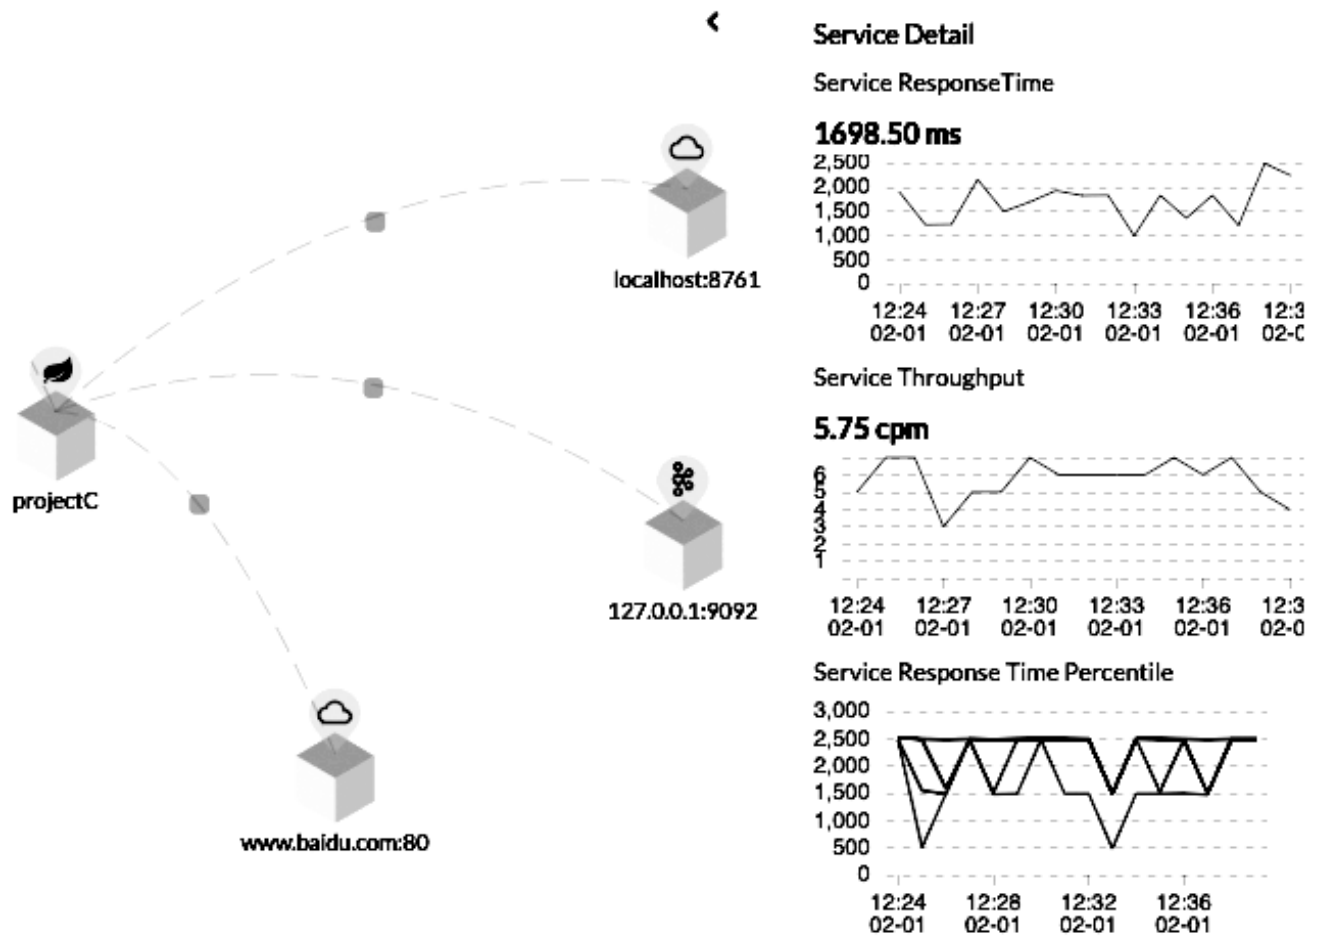 localhost:8761
projectC
127.0.0.1:9092
www.baidu.com:80
Service Detail
Service ResponseTime
1698.50 ms
2,500
2,000
1,500
1,000
500
0
12:24 12:27 12:30 12:33 12:36
02-01 02-01 02-01 02-01 02-01
Service Throughput
5.75 cpm
6
5
4
3
2
1
12:24 12:27 12:30 12:33 12:36
02-01 02-01 02-01 02-01 02-01
Service Response Time Percentile
3,000
2,500
2,000
1,500
1,000
500
0
12:24 12:28 12:32 12:36
02-01 02-01 02-01 02-01